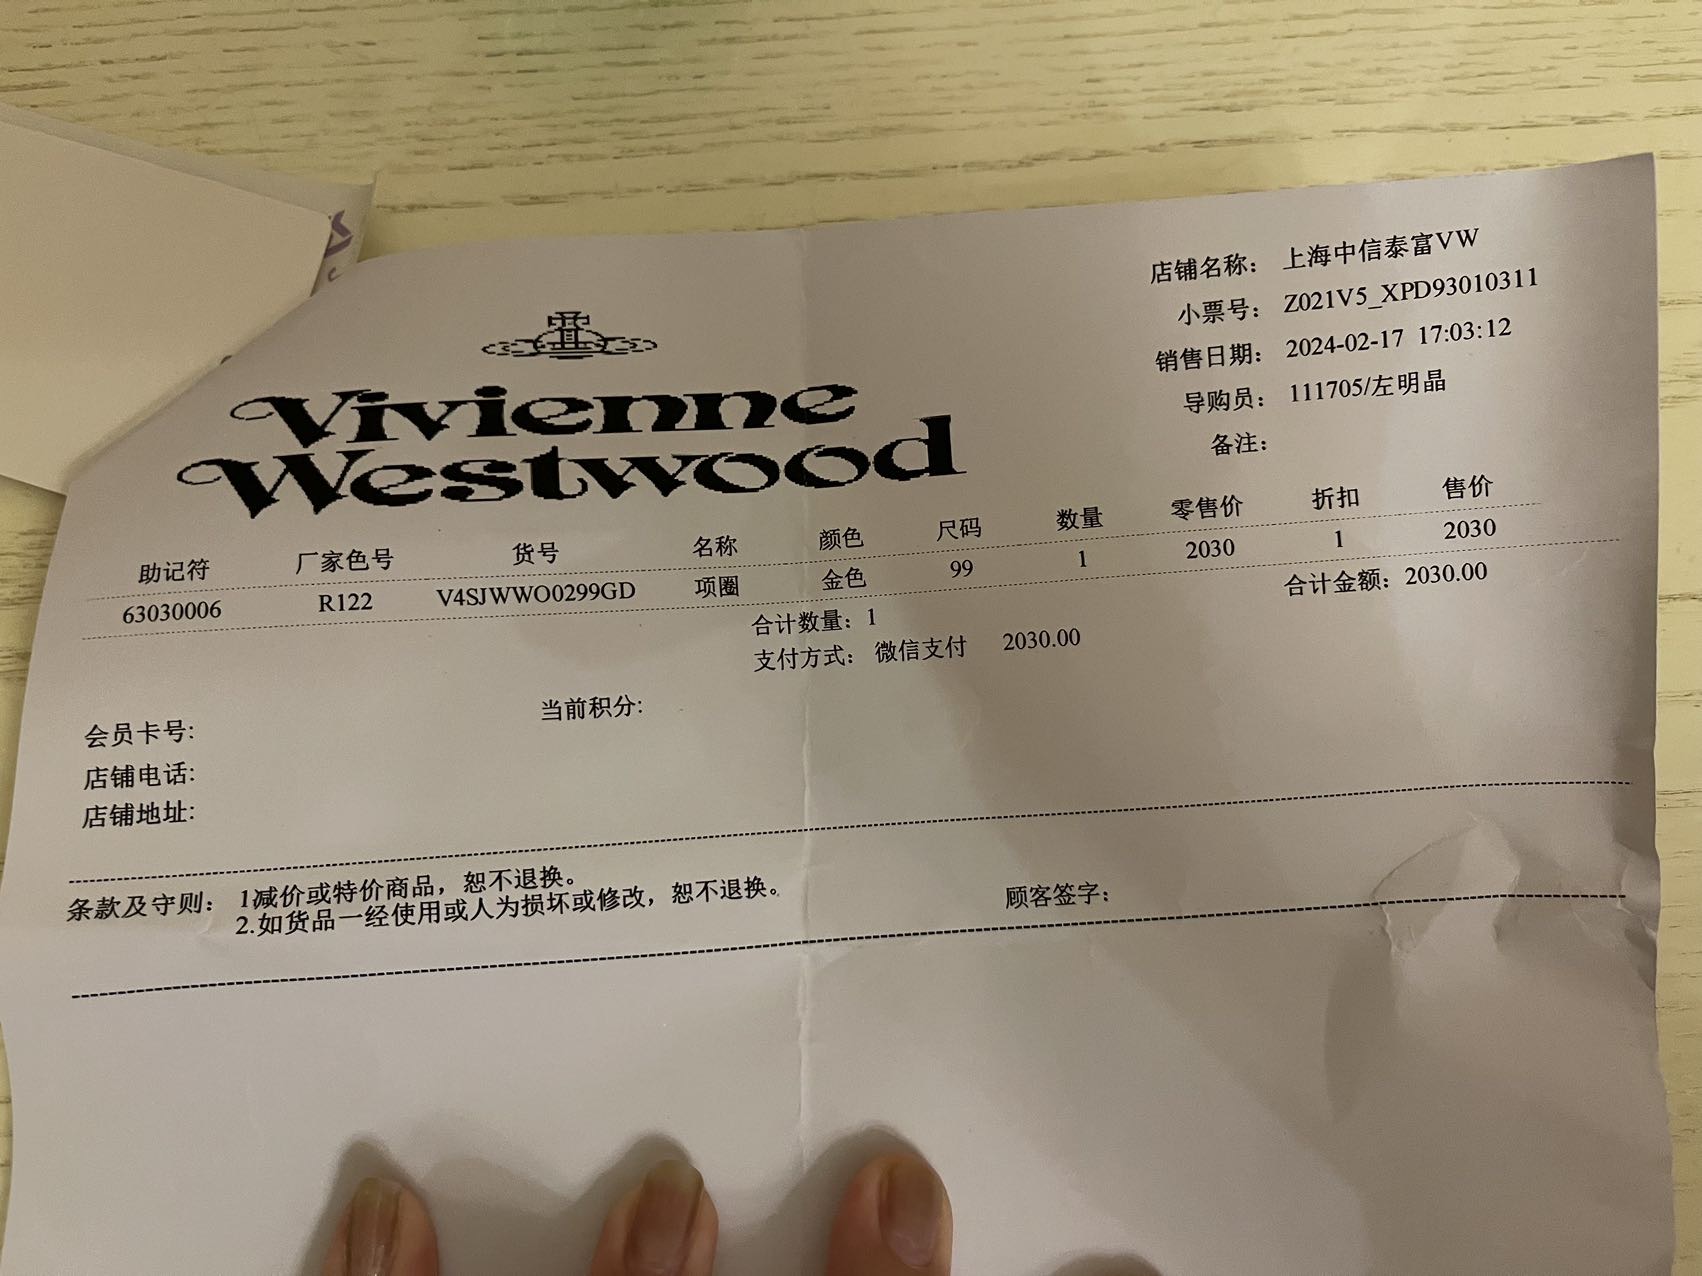 Vivienne
Westwood
店铺名称: 上海中信泰富VW
小票号: Z021V5_XPD93010311
销售日期: 2024-02-17 17:03:12
导购员: 111705/左明晶
备注:
助记符 厂家色号 货号 名称 颜色 尺码 数量 零售价 折扣 售价
63030006 R122 V4SJWWO0299GD 项圈 金色 99 1 2030 1 2030
合计数量: 1 合计金额: 2030.00
支付方式: 微信支付 2030.00
会员卡号: 当前积分:
店铺电话:
店铺地址:
条款及守则: 1减价或特价商品，恕不退换。
2.如货品一经使用或人为损坏或修改，恕不退换。
顾客签字: